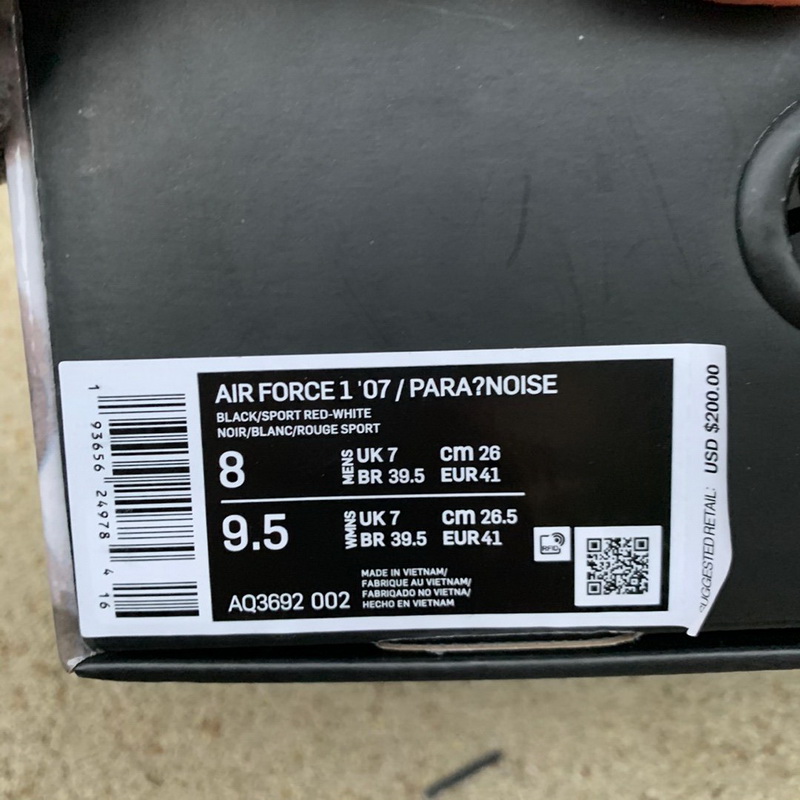 AIR FORCE 1 '07 / PARA?NOISE
BLACK/SPORT RED-WHITE
NOIR/BLANC/ROUGE SPORT
8 MENS UK 7 cm 26
BR 39.5 EUR 41
9.5 WMNS UK 7 cm 26.5
BR 39.5 EUR 41
RFID
AQ3692 002
MADE IN VIETNAM/
FABRIQUE AU VIETNAM/
FABRIQADO NO VIETNA/
HECHO EN VIETNAM
1 93656 24978 4 16
SUGGESTED RETAIL: USD $200.00